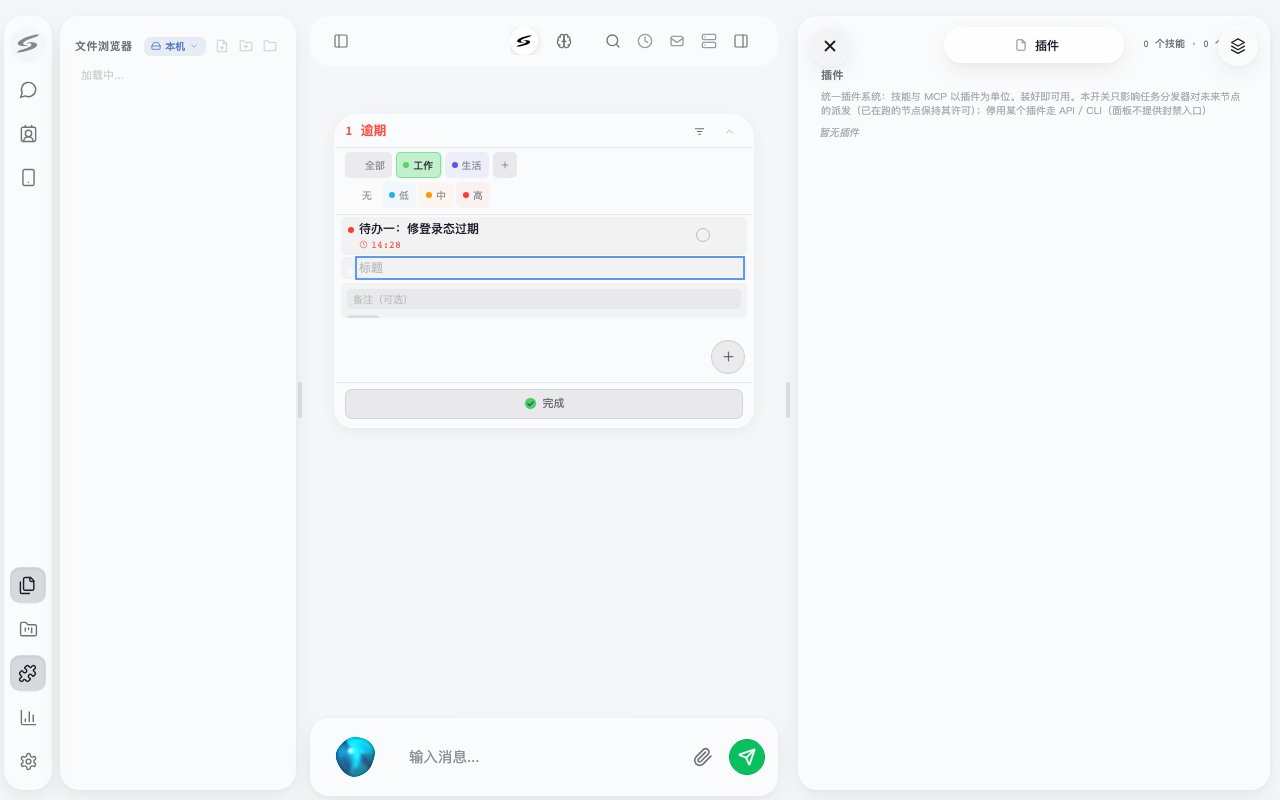 文件浏览器
本机
加载中...
1 逾期
全部
工作
生活
无
低
中
高
待办一：修登录态过期
14:28
标题
备注（可选）
完成
输入消息...
插件
0 个技能 · 0
插件
统一插件系统：技能与 MCP 以插件为单位。装好即可用。本开关只影响任务分发器对未来节点
的派发（已在跑的节点保持其许可）；停用某个插件走 API / CLI（面板不提供封禁入口）
暂无插件